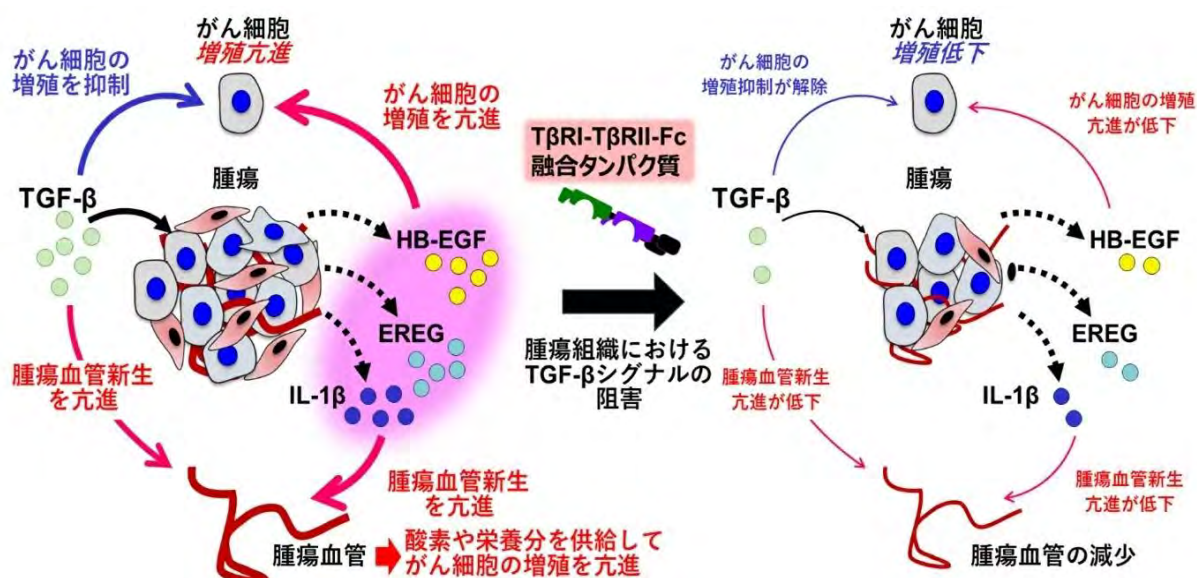 がん細胞
増殖亢進
がん細胞の
増殖を抑制
がん細胞の
増殖を亢進
TGF-β
腫瘍
HB-EGF
EREG
IL-1β
腫瘍血管新生
を亢進
腫瘍血管新生
を亢進
腫瘍血管
酸素や栄養分を供給して
がん細胞の増殖を亢進
TβRI-TβRII-Fc
融合タンパク質
腫瘍組織における
TGF-βシグナルの
阻害
がん細胞
増殖低下
がん細胞の
増殖抑制が解除
がん細胞の増殖
亢進が低下
TGF-β
腫瘍
HB-EGF
EREG
IL-1β
腫瘍血管新生
亢進が低下
腫瘍血管新生
亢進が低下
腫瘍血管の減少